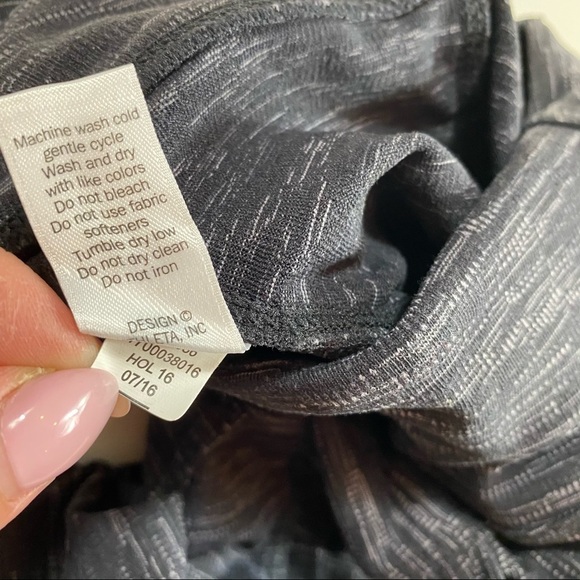 Machine wash cold
gentle cycle
Wash and dry
with like colors
Do not bleach
Do not use fabric
softeners
Tumble dry low
Do not dry clean
Do not iron
DESIGN ©
INC
HOL 16
07/16